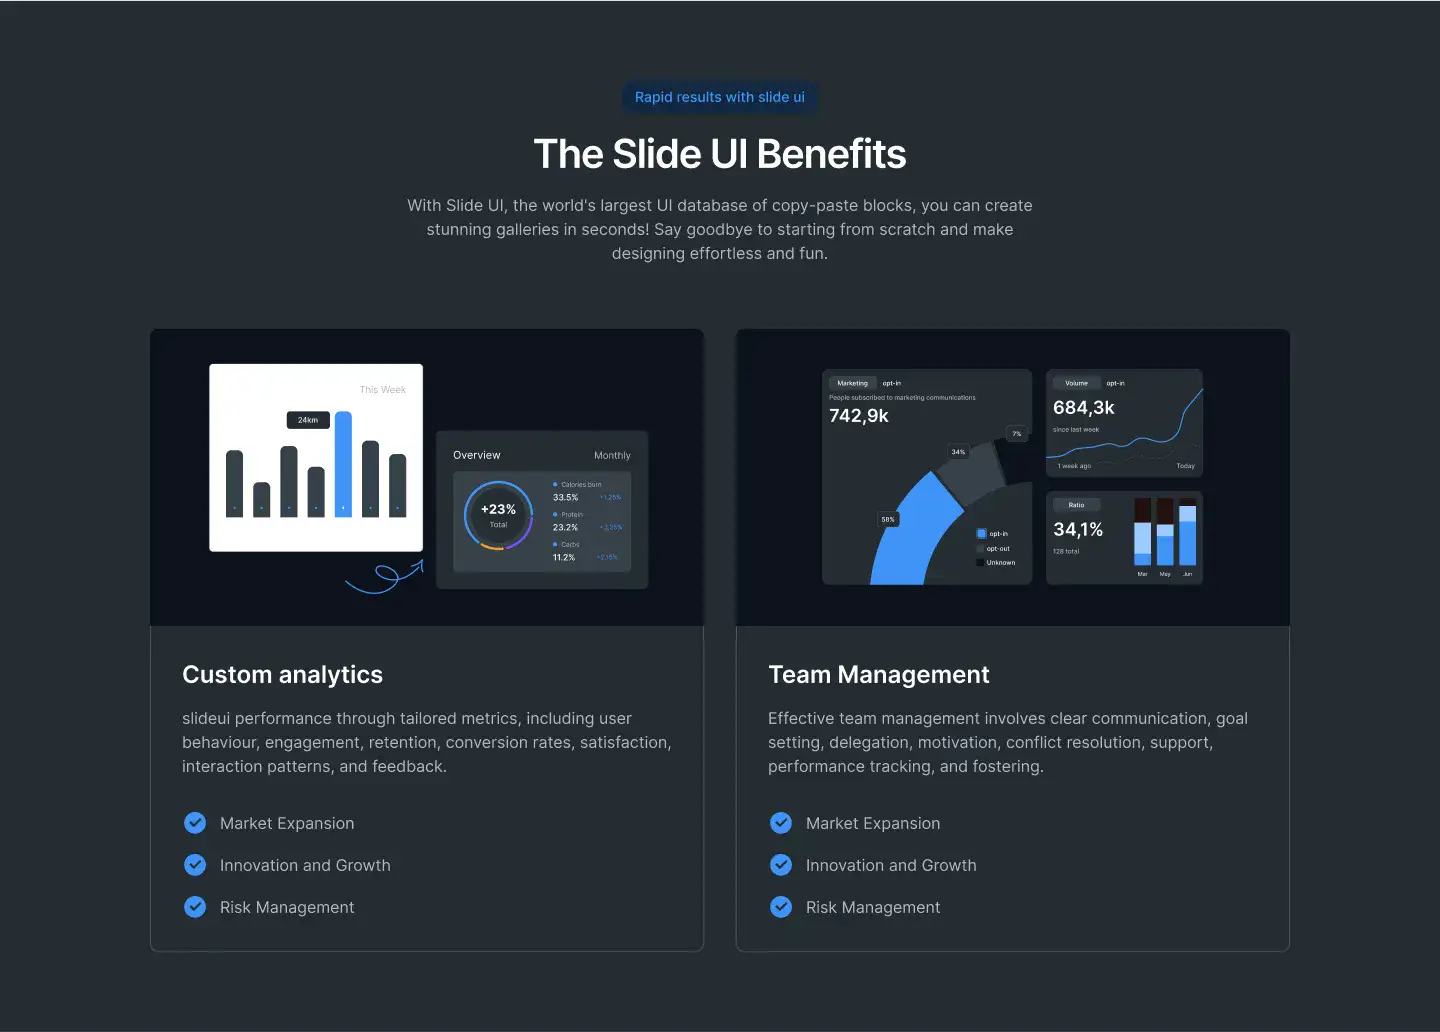 Rapid results with slide ui
The Slide UI Benefits
With Slide UI, the world's largest UI database of copy-paste blocks, you can create
stunning galleries in seconds! Say goodbye to starting from scratch and make
designing effortless and fun.
This Week
24km
Overview
Monthly
+23%
Total
Calories burn
33.5%
+1,25%
Protein
23.2%
+3,25%
Carbs
11.2%
+2,15%
Custom analytics
slideui performance through tailored metrics, including user
behaviour, engagement, retention, conversion rates, satisfaction,
interaction patterns, and feedback.
Market Expansion
Innovation and Growth
Risk Management
Marketing opt-in
People subscribed to marketing communications
742,9k
7%
34%
58%
opt-in
opt-out
Unknown
Volume opt-in
684,3k
since last week
1 week ago
Today
Ratio
34,1%
128 total
Mar May Jun
Team Management
Effective team management involves clear communication, goal
setting, delegation, motivation, conflict resolution, support,
performance tracking, and fostering.
Market Expansion
Innovation and Growth
Risk Management